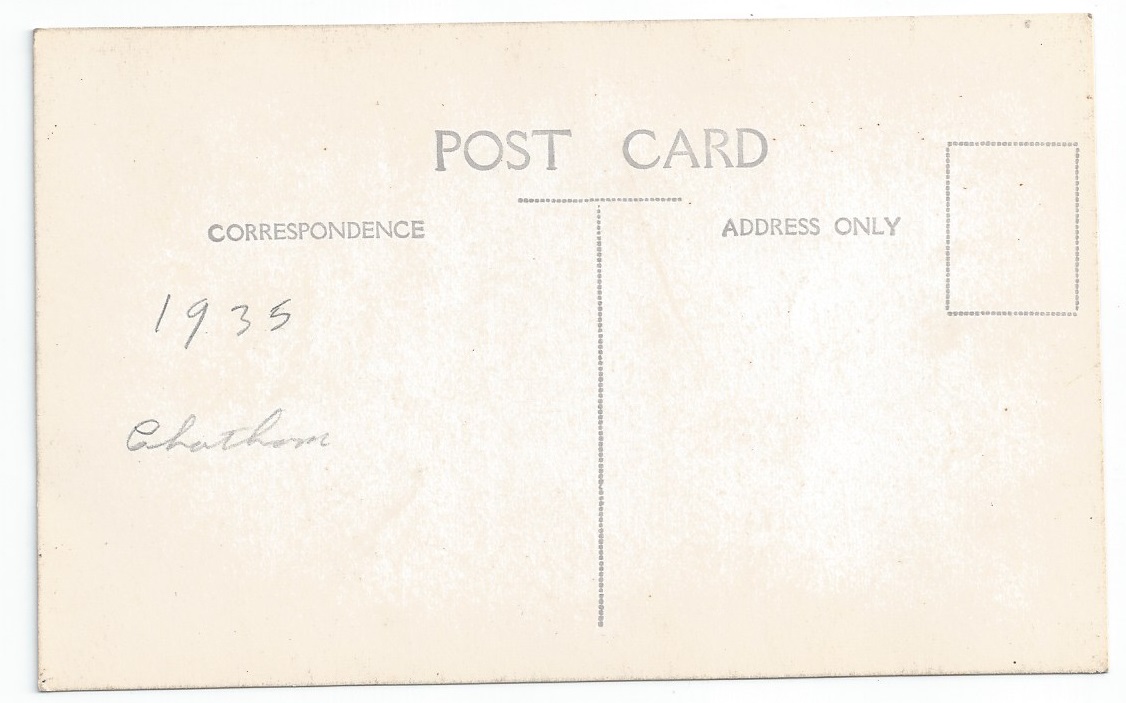 POST CARD
CORRESPONDENCE
ADDRESS ONLY
1935
Chatham